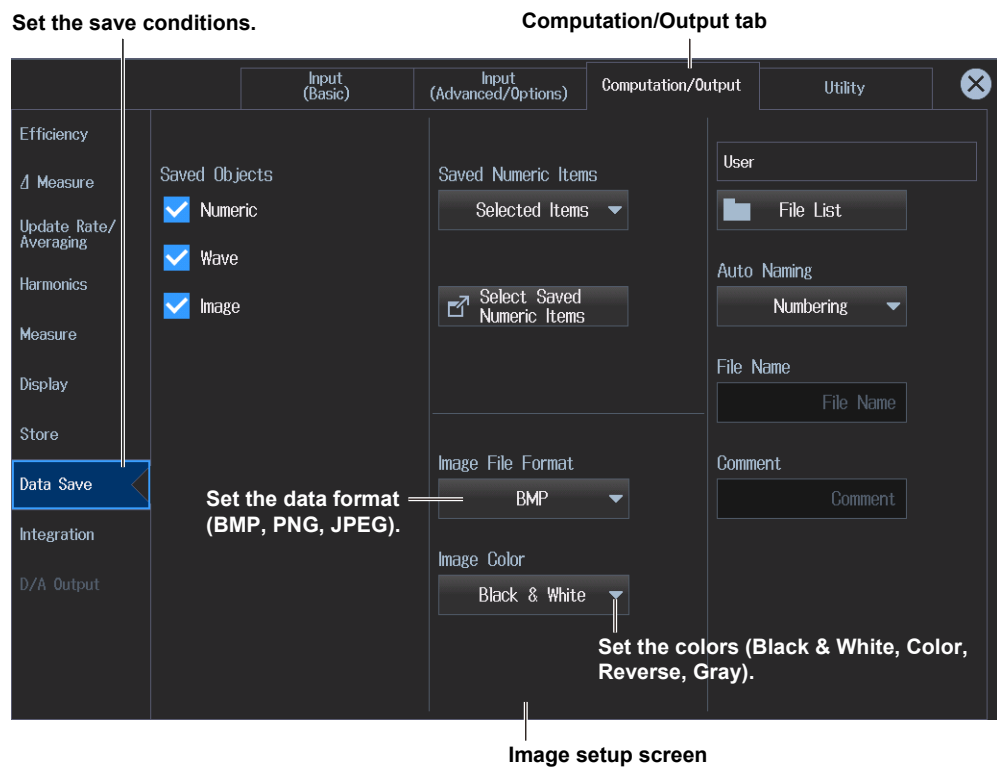 Set the save conditions.
Computation/Output tab
Input
(Basic)
Input
(Advanced/Options)
Computation/Output
Utility
Efficiency
⊿ Measure
Update Rate/
Averaging
Harmonics
Measure
Display
Store
Data Save
Integration
D/A Output
Saved Objects
Numeric
Wave
Image
Saved Numeric Items
Selected Items
Select Saved
Numeric Items
Image File Format
BMP
Set the data format
(BMP, PNG, JPEG).
Image Color
Black & White
Set the colors (Black & White, Color,
Reverse, Gray).
User
File List
Auto Naming
Numbering
File Name
File Name
Comment
Comment
Image setup screen